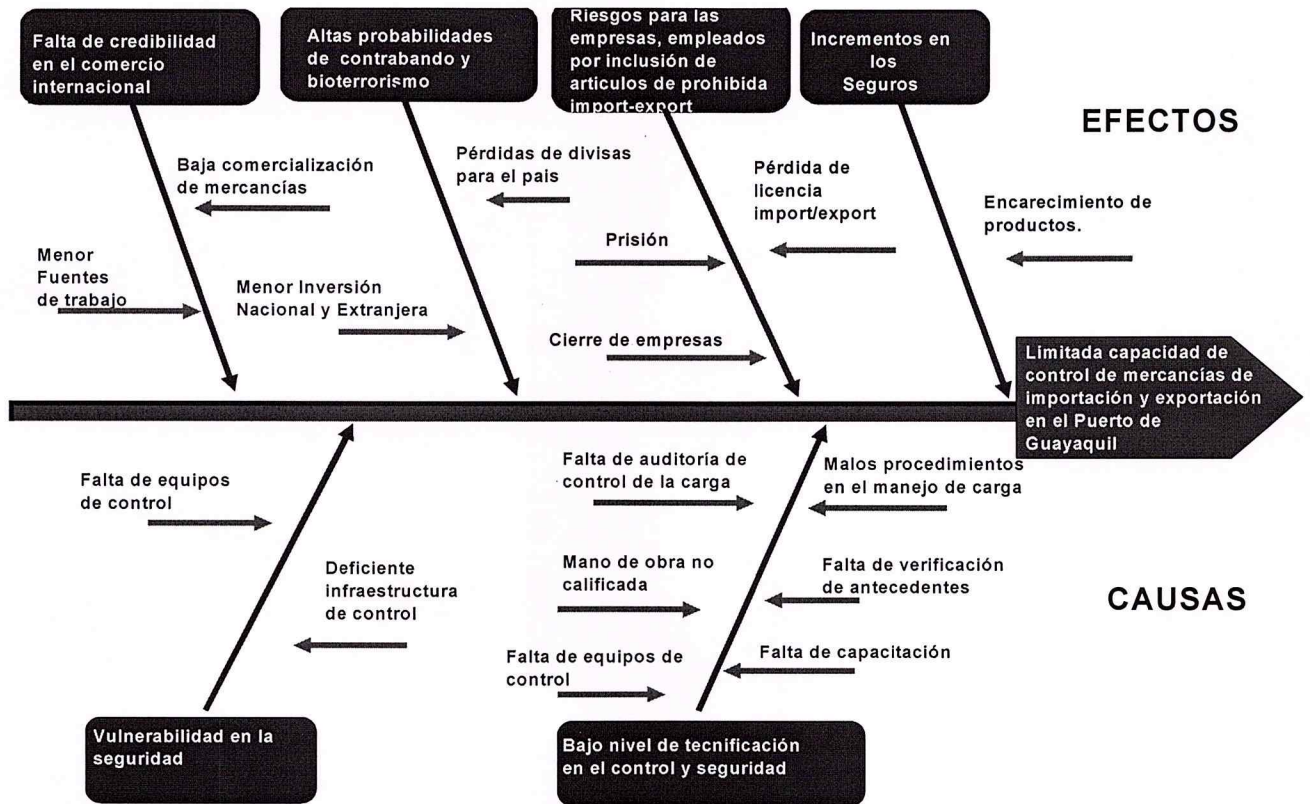 Falta de credibilidad
en el comercio
internacional
Altas probabilidades
de contrabando y
bioterrorismo
Riesgos para las
empresas, empleados
por inclusión de
articulos de prohibida
import-export
Incrementos en
los
Seguros
EFECTOS
Baja comercialización
de mercancías
Pérdidas de divisas
para el pais
Pérdida de
licencia
import/export
Encarecimiento de
productos.
Prisión
Menor
Fuentes
de trabajo
Menor Inversión
Nacional y Extranjera
Cierre de empresas
Limitada capacidad de
control de mercancías de
importación y exportación
en el Puerto de
Guayaquil
Falta de equipos
de control
Falta de auditoría de
control de la carga
Malos procedimientos
en el manejo de carga
Deficiente
infraestructura
de control
Mano de obra no
calificada
Falta de verificación
de antecedentes
CAUSAS
Falta de equipos de
control
Falta de capacitación
Vulnerabilidad en la
seguridad
Bajo nivel de tecnificación
en el control y seguridad